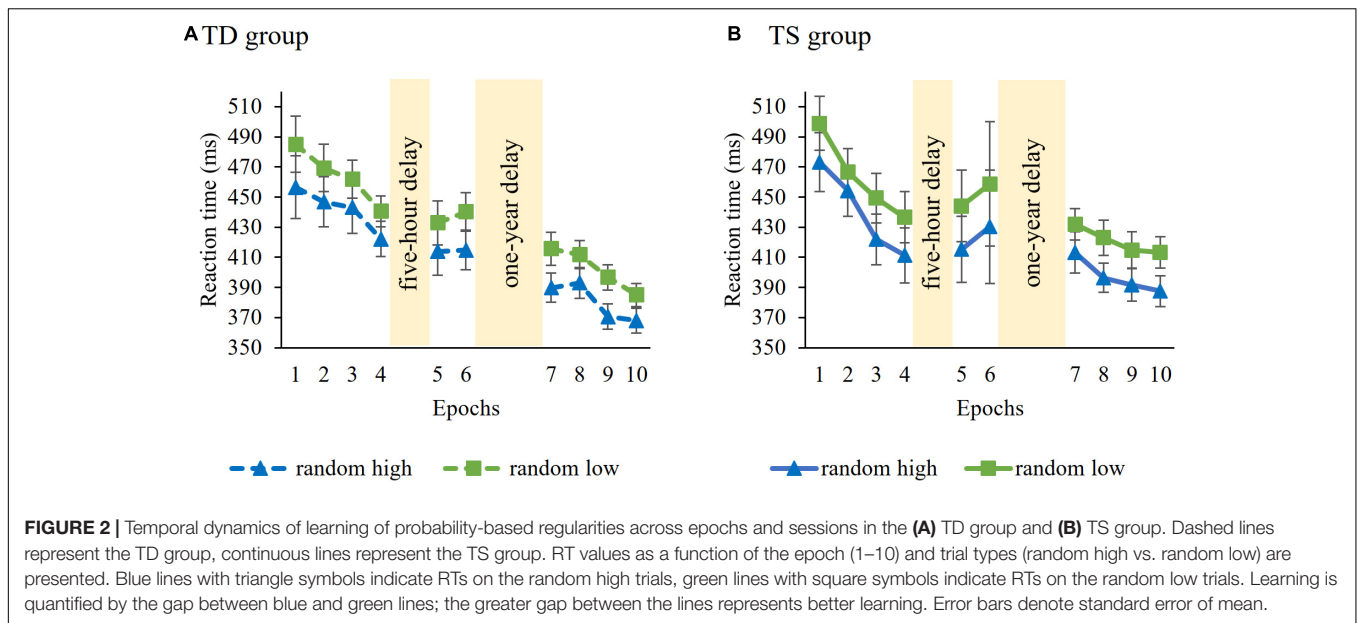 A TD group
B TS group
Reaction time (ms)
510
490
470
450
430
410
390
370
350
five-hour delay
one-year delay
1 2 3 4 5 6 7 8 9 10
Epochs
Reaction time (ms)
510
490
470
450
430
410
390
370
350
five-hour delay
one-year delay
1 2 3 4 5 6 7 8 9 10
Epochs
random high random low
random high random low
FIGURE 2 | Temporal dynamics of learning of probability-based regularities across epochs and sessions in the (A) TD group and (B) TS group. Dashed lines
represent the TD group, continuous lines represent the TS group. RT values as a function of the epoch (1–10) and trial types (random high vs. random low) are
presented. Blue lines with triangle symbols indicate RTs on the random high trials, green lines with square symbols indicate RTs on the random low trials. Learning is
quantified by the gap between blue and green lines; the greater gap between the lines represents better learning. Error bars denote standard error of mean.